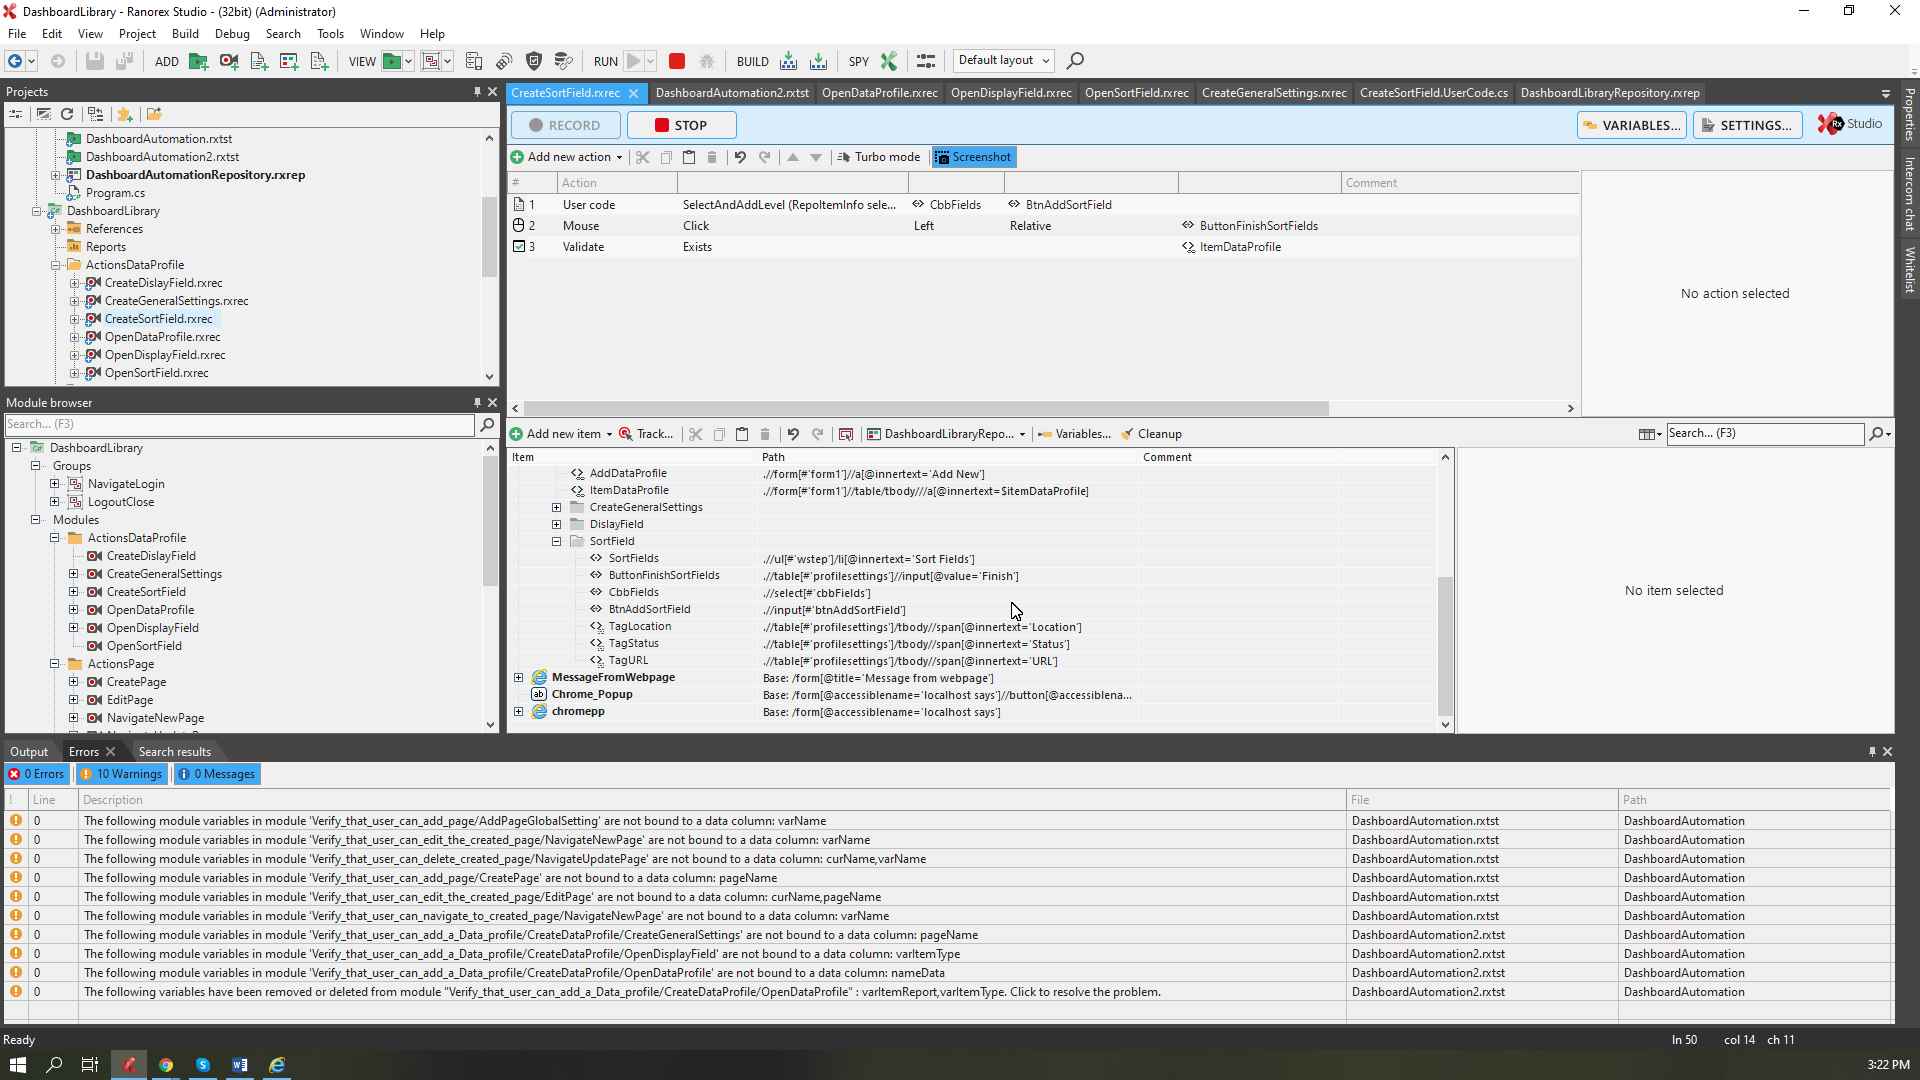 DashboardLibrary - Ranorex Studio - (32bit) (Administrator)
File Edit View Project Build Debug Search Tools Window Help
ADD VIEW RUN BUILD SPY Default layout
Projects
DashboardAutomation.rxtst
DashboardAutomation2.rxtst
DashboardAutomationRepository.rxrep
Program.cs
DashboardLibrary
References
Reports
ActionsDataProfile
CreateDislayField.rxrec
CreateGeneralSettings.rxrec
CreateSortField.rxrec
OpenDataProfile.rxrec
OpenDisplayField.rxrec
OpenSortField.rxrec
Module browser
Search... (F3)
DashboardLibrary
Groups
NavigateLogin
LogoutClose
Modules
ActionsDataProfile
CreateDislayField
CreateGeneralSettings
CreateSortField
OpenDataProfile
OpenDisplayField
OpenSortField
ActionsPage
CreatePage
EditPage
NavigateNewPage
CreateSortField.rxrec DashboardAutomation2.rxtst OpenDataProfile.rxrec OpenDisplayField.rxrec OpenSortField.rxrec CreateGeneralSettings.rxrec CreateSortField.UserCode.cs DashboardLibraryRepository.rxrep
RECORD STOP VARIABLES... SETTINGS... Rx Studio
Add new action Turbo mode Screenshot
# Action Comment
1 User code SelectAndAddLevel (RepoItemInfo sele... CbbFields BtnAddSortField
2 Mouse Click Left Relative ButtonFinishSortFields
3 Validate Exists ItemDataProfile
No action selected
Properties
Intercom chat
Whitelist
Add new item Track... DashboardLibraryRepo... Variables... Cleanup Search... (F3)
Item Path Comment
AddDataProfile .//form[#'form1']//a[@innertext='Add New']
ItemDataProfile .//form[#'form1']//table/tbody///a[@innertext=$itemDataProfile]
CreateGeneralSettings
DislayField
SortField
SortFields .//ul[#'wstep']/li[@innertext='Sort Fields']
ButtonFinishSortFields .//table[#'profilesettings']//input[@value='Finish']
CbbFields .//select[#'cbbFields']
BtnAddSortField .//input[#'btnAddSortField']
TagLocation .//table[#'profilesettings']/tbody//span[@innertext='Location']
TagStatus .//table[#'profilesettings']/tbody//span[@innertext='Status']
TagURL .//table[#'profilesettings']/tbody//span[@innertext='URL']
MessageFromWebpage Base: /form[@title='Message from webpage']
ab Chrome_Popup Base: /form[@accessiblename='localhost says']//button[@accessiblena...
chromepp Base: /form[@accessiblename='localhost says']
No item selected
Output Errors Search results
0 Errors 10 Warnings 0 Messages
! Line Description File Path
0 The following module variables in module 'Verify_that_user_can_add_page/AddPageGlobalSetting' are not bound to a data column: varName DashboardAutomation.rxtst DashboardAutomation
0 The following module variables in module 'Verify_that_user_can_edit_the_created_page/NavigateNewPage' are not bound to a data column: varName DashboardAutomation.rxtst DashboardAutomation
0 The following module variables in module 'Verify_that_user_can_delete_created_page/NavigateUpdatePage' are not bound to a data column: curName,varName DashboardAutomation.rxtst DashboardAutomation
0 The following module variables in module 'Verify_that_user_can_add_page/CreatePage' are not bound to a data column: pageName DashboardAutomation.rxtst DashboardAutomation
0 The following module variables in module 'Verify_that_user_can_edit_the_created_page/EditPage' are not bound to a data column: curName,pageName DashboardAutomation.rxtst DashboardAutomation
0 The following module variables in module 'Verify_that_user_can_navigate_to_created_page/NavigateNewPage' are not bound to a data column: varName DashboardAutomation.rxtst DashboardAutomation
0 The following module variables in module 'Verify_that_user_can_add_a_Data_profile/CreateDataProfile/CreateGeneralSettings' are not bound to a data column: pageName DashboardAutomation2.rxtst DashboardAutomation
0 The following module variables in module 'Verify_that_user_can_add_a_Data_profile/CreateDataProfile/OpenDisplayField' are not bound to a data column: varItemType DashboardAutomation2.rxtst DashboardAutomation
0 The following module variables in module 'Verify_that_user_can_add_a_Data_profile/CreateDataProfile/OpenDataProfile' are not bound to a data column: nameData DashboardAutomation2.rxtst DashboardAutomation
0 The following variables have been removed or deleted from module "Verify_that_user_can_add_a_Data_profile/CreateDataProfile/OpenDataProfile" : varItemReport,varItemType. Click to resolve the problem. DashboardAutomation2.rxtst DashboardAutomation
Ready ln 50 col 14 ch 11
3:22 PM